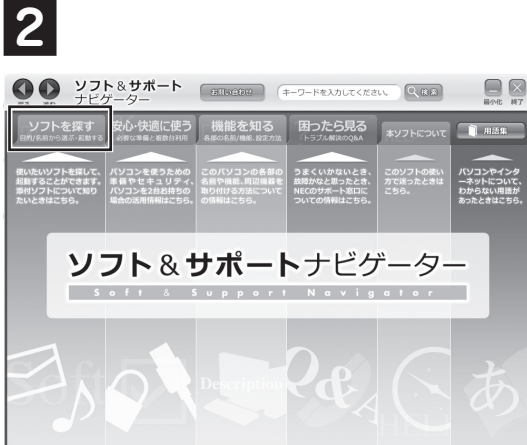 2
ソフト&サポート
ナビゲーター
お問い合わせ
キーワードを入力してください。
検索
最小化 終了
ソフトを探す
目的/名前から選ぶ・起動する
安心・快適に使う
必要な準備と複数台利用
機能を知る
各部の名前/機能、設定方法
困ったら見る
トラブル解決のQ&A
本ソフトについて
用語集
使いたいソフトを探して、
起動することができます。
添付ソフトについて知り
たいときはこちら。
パソコンを使うための
準備やセキュリティ、
パソコンを2台お持ちの
場合の活用情報はこちら。
このパソコンの各部の
名前や機能、周辺機器を
取り付ける方法について
の情報はこちら。
うまくいかないとき、
故障かなと思ったとき、
NECのサポート窓口に
ついての情報はこちら。
このソフトの使い
方で迷ったときは
こちら。
パソコンやインタ
ーネットについて、
わからない用語が
あったときはこちら。
ソフト&サポートナビゲーター
Soft & Support Navigator
Soft
Description
Q&A
HELP
あ